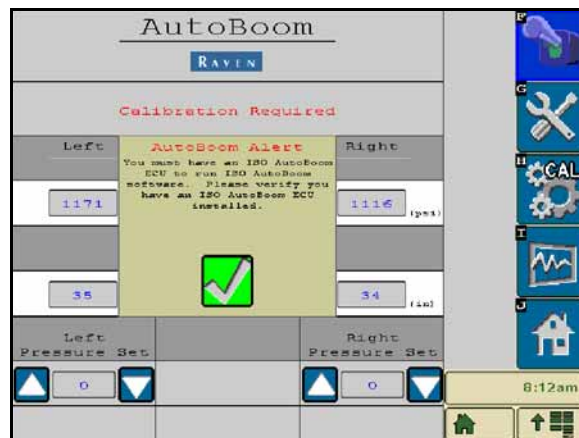 AutoBoom
RAVEN
Calibration Required
Left
Right
AutoBoom Alert
You must have an ISO AutoBoom
ECU to run ISO AutoBoom
software. Please verify you
have an ISO AutoBoom ECU
installed.
1171
1116
(psi)
35
34
(in)
Left
Pressure Set
Right
Pressure Set
0
0
F
G
H
CAL
I
J
8:12am